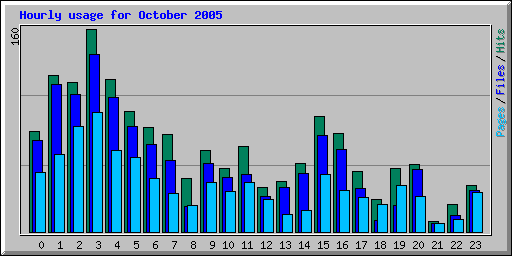 Hourly usage for October 2005
160
Pages/Files/Hits
0 1 2 3 4 5 6 7 8 9 10 11 12 13 14 15 16 17 18 19 20 21 22 23